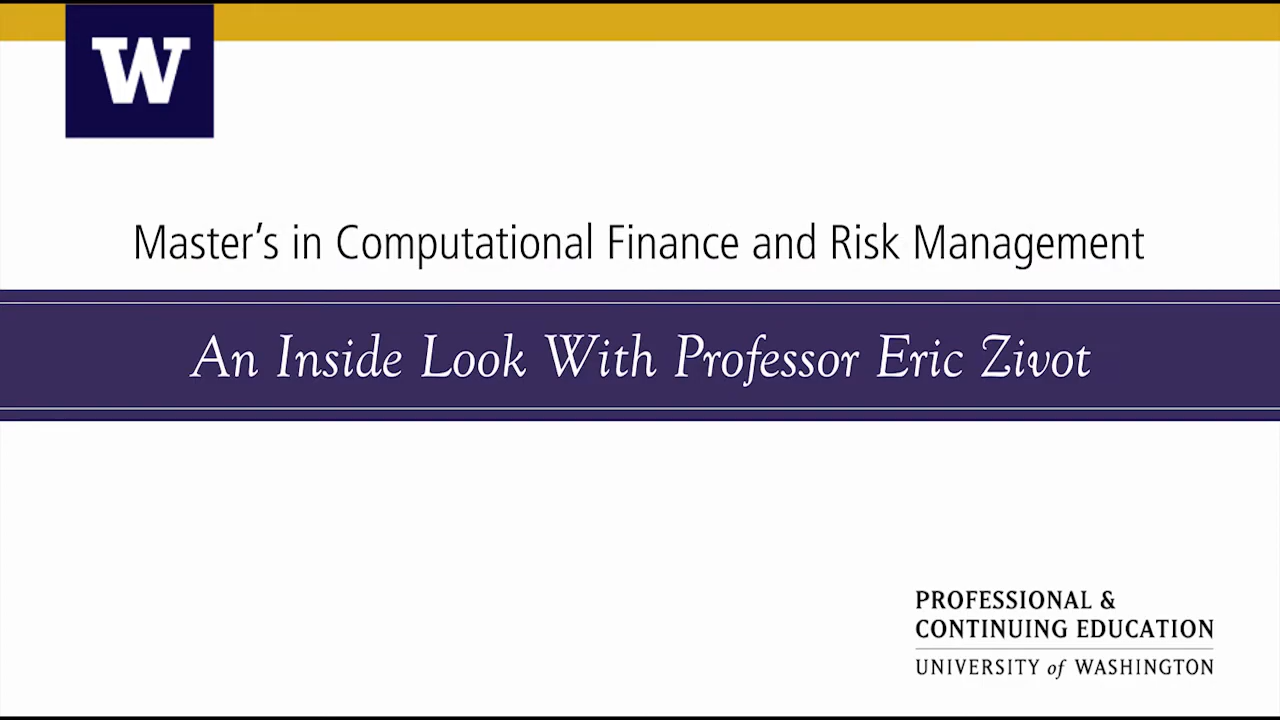 W
Master's in Computational Finance and Risk Management
An Inside Look With Professor Eric Zivot
PROFESSIONAL &
CONTINUING EDUCATION
UNIVERSITY of WASHINGTON